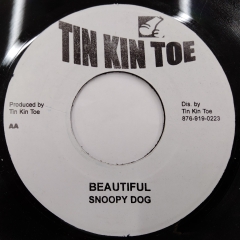 TIN KIN TOE
Produced by
Tin Kin Toe
AA
Dis. by
Tin Kin Toe
876-919-0223
BEAUTIFUL
SNOOPY DOG